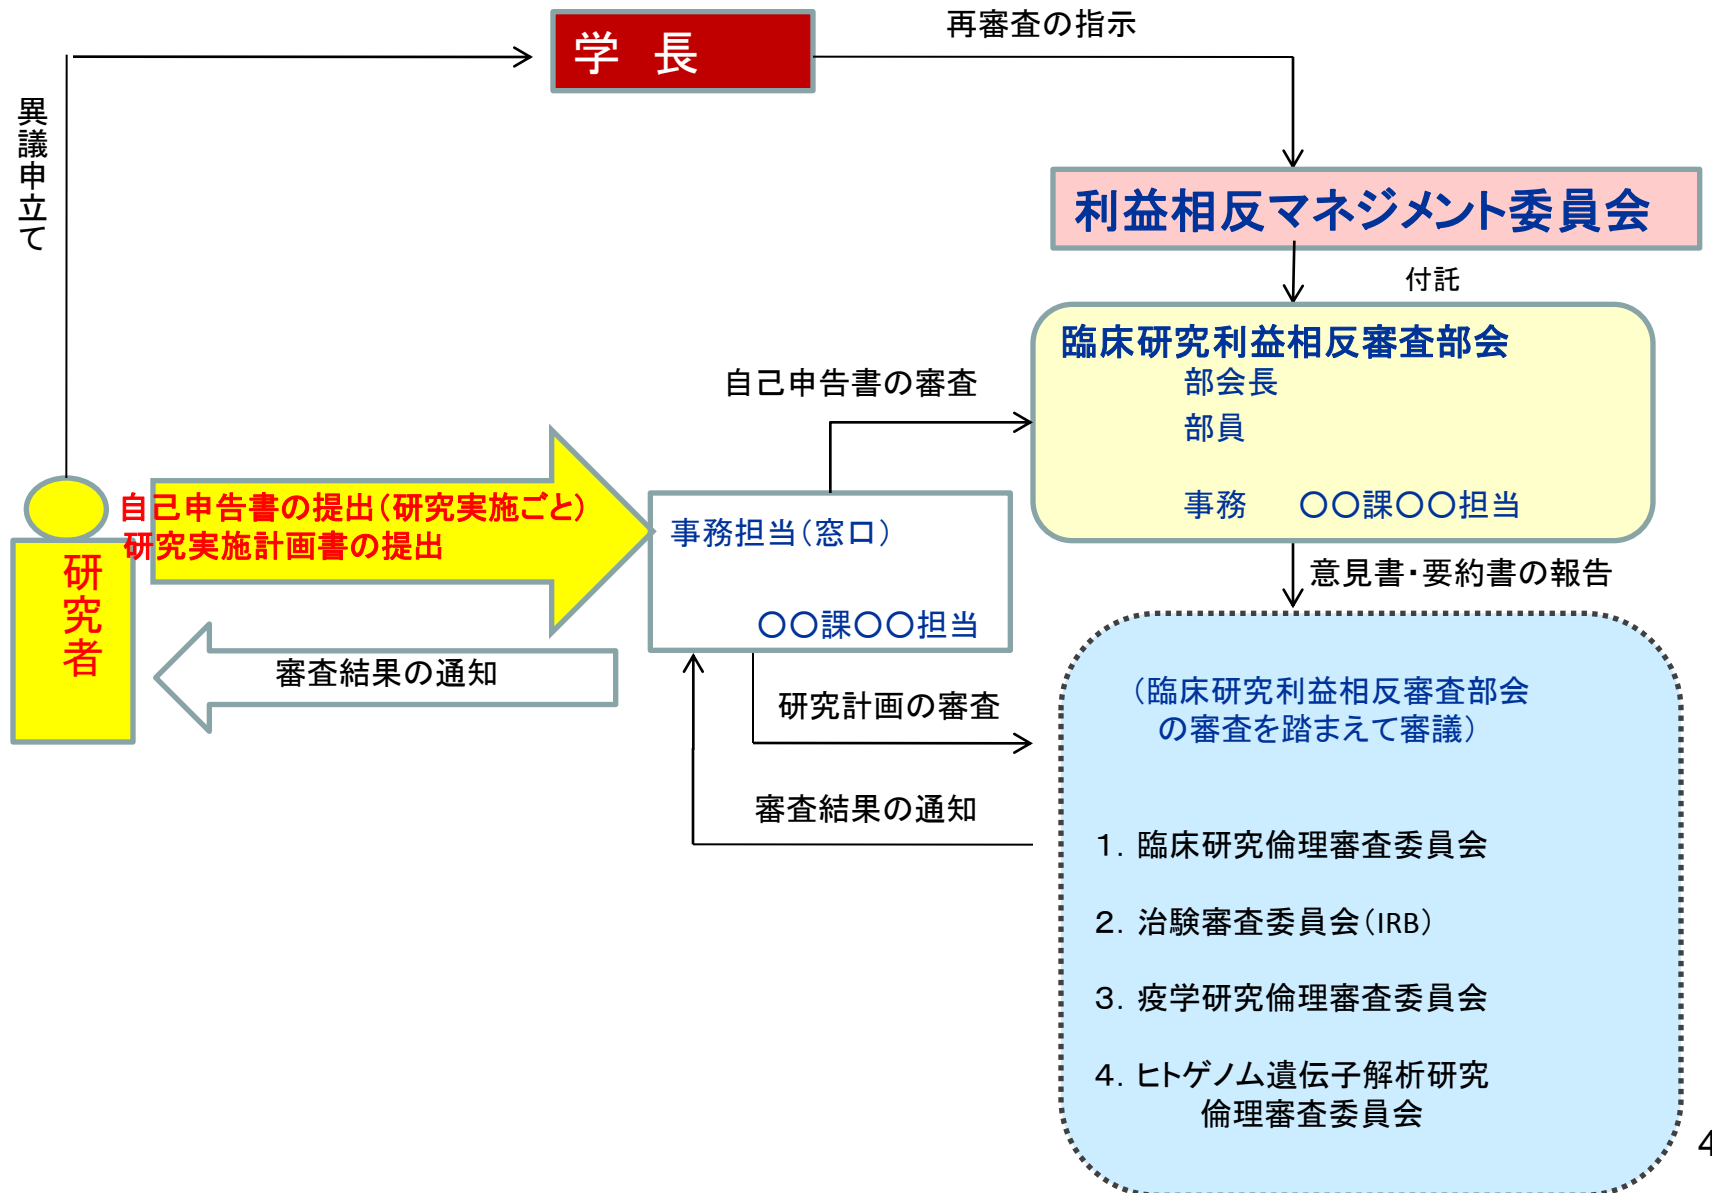 再審査の指示
学 長
異議申立て
利益相反マネジメント委員会
付託
臨床研究利益相反審査部会
部会長
部員
事務 〇〇課〇〇担当
自己申告書の審査
自己申告書の提出(研究実施ごと)
研究実施計画書の提出
事務担当(窓口)
〇〇課〇〇担当
研究者
意見書・要約書の報告
審査結果の通知
研究計画の審査
(臨床研究利益相反審査部会
の審査を踏まえて審議)
審査結果の通知
1. 臨床研究倫理審査委員会
2. 治験審査委員会(IRB)
3. 疫学研究倫理審査委員会
4. ヒトゲノム遺伝子解析研究
倫理審査委員会
4